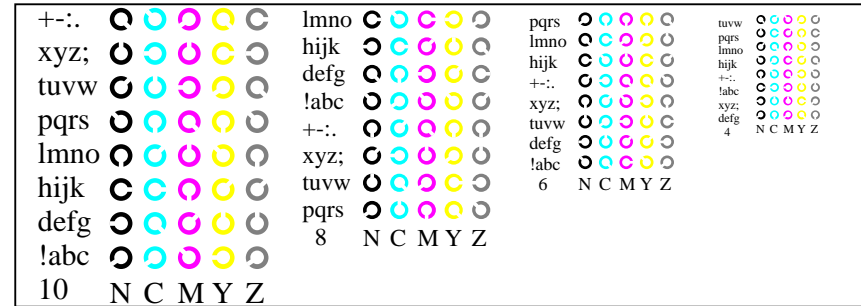 +-:.
xyz;
tuvw
pqrs
lmno
hijk
defg
!abc
10 N C M Y Z
lmno
hijk
defg
!abc
+-:.
xyz;
tuvw
pqrs
8 N C M Y Z
pqrs
lmno
hijk
+-:.
xyz;
tuvw
defg
!abc
6 N C M Y Z
tuvw
pqrs
lmno
hijk
+-:.
!abc
xyz;
defg
4 N C M Y Z